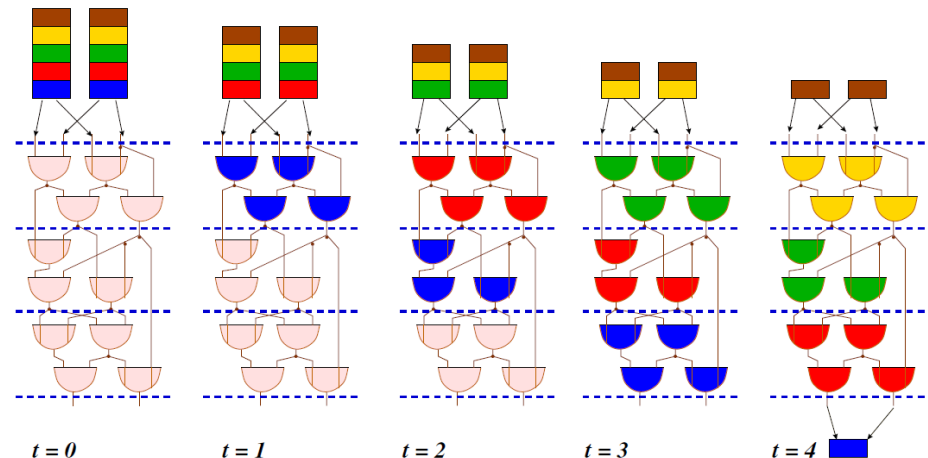 t = 0
t = 1
t = 2
t = 3
t = 4